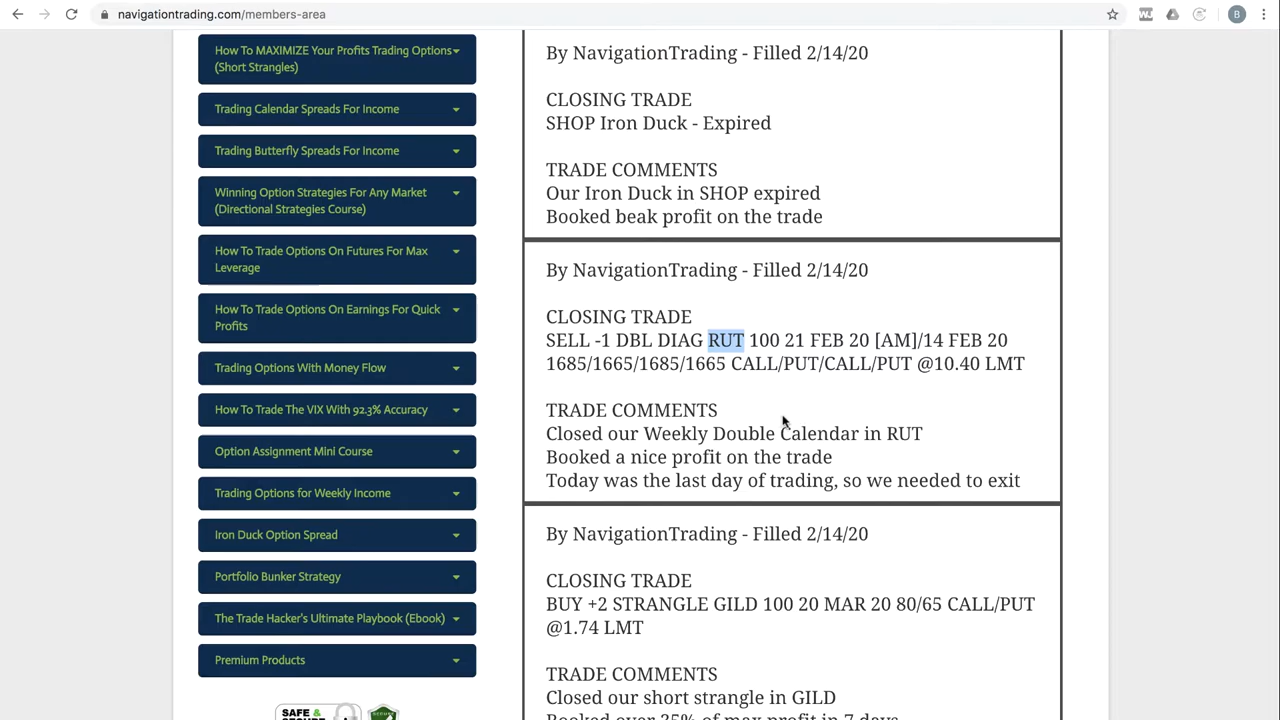 navigationtrading.com/members-area
B
How To MAXIMIZE Your Profits Trading Options
(Short Strangles)
Trading Calendar Spreads For Income
Trading Butterfly Spreads For Income
Winning Option Strategies For Any Market
(Directional Strategies Course)
How To Trade Options On Futures For Max
Leverage
How To Trade Options On Earnings For Quick
Profits
Trading Options With Money Flow
How To Trade The VIX With 92.3% Accuracy
Option Assignment Mini Course
Trading Options for Weekly Income
Iron Duck Option Spread
Portfolio Bunker Strategy
The Trade Hacker's Ultimate Playbook (Ebook)
Premium Products
SAFE &
By NavigationTrading - Filled 2/14/20
CLOSING TRADE
SHOP Iron Duck - Expired
TRADE COMMENTS
Our Iron Duck in SHOP expired
Booked beak profit on the trade
By NavigationTrading - Filled 2/14/20
CLOSING TRADE
SELL -1 DBL DIAG RUT 100 21 FEB 20 [AM]/14 FEB 20
1685/1665/1685/1665 CALL/PUT/CALL/PUT @10.40 LMT
TRADE COMMENTS
Closed our Weekly Double Calendar in RUT
Booked a nice profit on the trade
Today was the last day of trading, so we needed to exit
By NavigationTrading - Filled 2/14/20
CLOSING TRADE
BUY +2 STRANGLE GILD 100 20 MAR 20 80/65 CALL/PUT
@1.74 LMT
TRADE COMMENTS
Closed our short strangle in GILD
Booked over 35% of max profit in 7 days